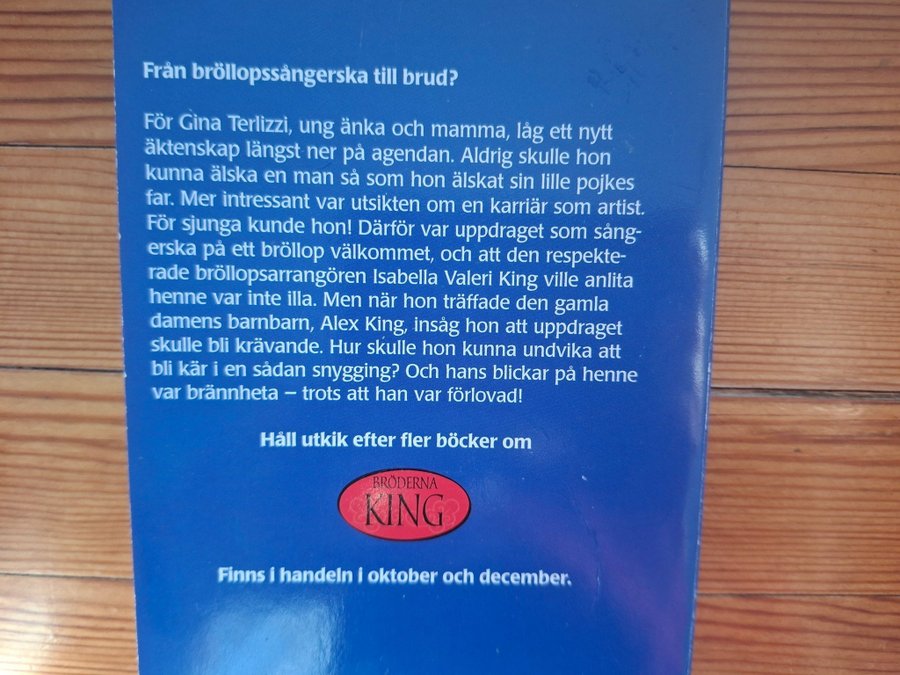 Från bröllopssångerska till brud?
För Gina Terlizzi, ung änka och mamma, låg ett nytt
äktenskap längst ner på agendan. Aldrig skulle hon
kunna älska en man så som hon älskat sin lille pojkes
far. Mer intressant var utsikten om en karriär som artist.
För sjunga kunde hon! Därför var uppdraget som sång-
erska på ett bröllop välkommet, och att den respekte-
rade bröllopsarrangören Isabella Valeri King ville anlita
henne var inte illa. Men när hon träffade den gamla
damens barnbarn, Alex King, insåg hon att uppdraget
skulle bli krävande. Hur skulle hon kunna undvika att
bli kär i en sådan snygging? Och hans blickar på henne
var brännheta – trots att han var förlovad!
Håll utkik efter fler böcker om
BRÖDERNA
KING
Finns i handeln i oktober och december.